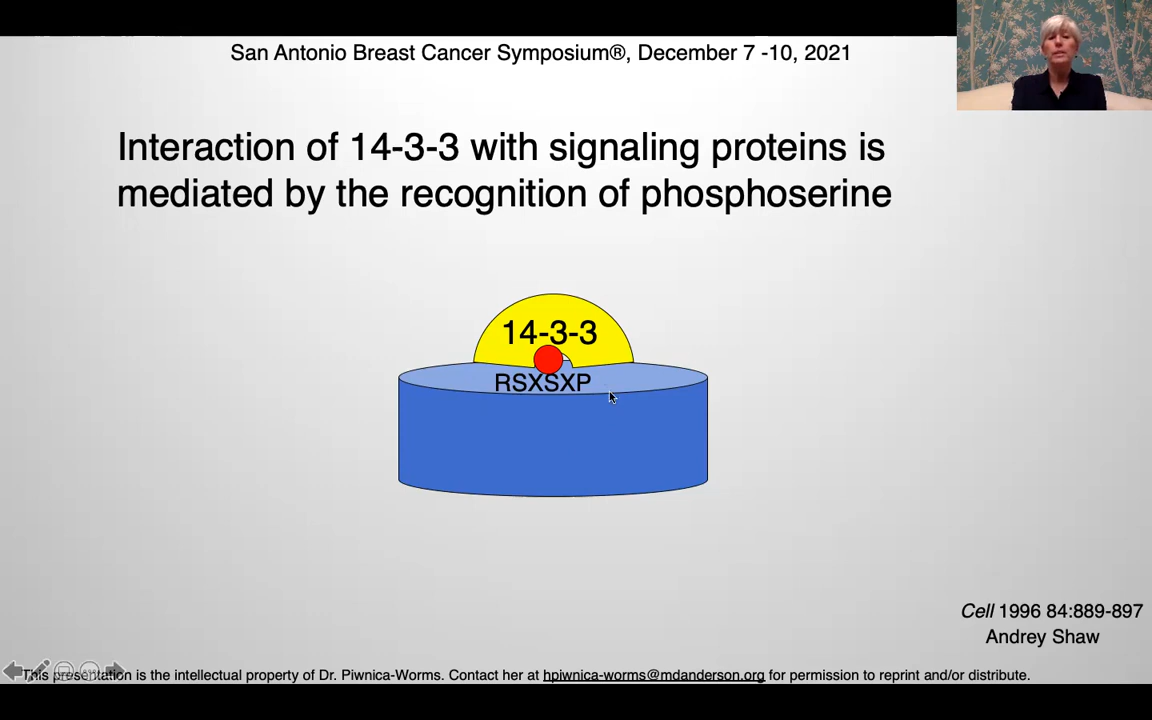 San Antonio Breast Cancer Symposium®, December 7 -10, 2021
Interaction of 14-3-3 with signaling proteins is
mediated by the recognition of phosphoserine
14-3-3
RSXSXP
Cell 1996 84:889-897
Andrey Shaw
This presentation is the intellectual property of Dr. Piwnica-Worms. Contact her at hpiwnica-worms@mdanderson.org for permission to reprint and/or distribute.